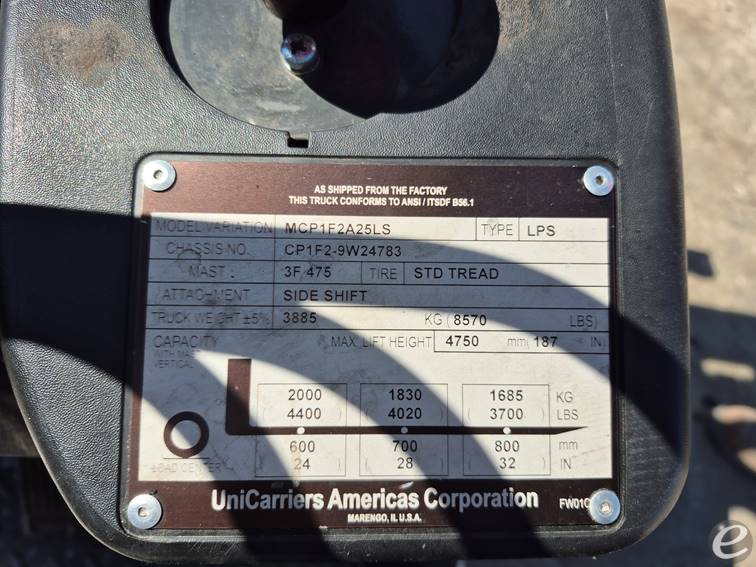 AS SHIPPED FROM THE FACTORY
THIS TRUCK CONFORMS TO ANSI / ITSDF B56.1
MODEL VARIATION MCP1F2A25LS TYPE LPS
CHASSIS NO. CP1F2-9W24783
MAST 3F 475 TIRE STD TREAD
ATTACHMENT SIDE SHIFT
TRUCK WEIGHT ±5% 3885 KG (8570 LBS)
CAPACITY MAX. LIFT HEIGHT 4750 mm (187 IN)
WITH MAST
VERTICAL
2000 1830 1685 KG
(4400) (4020) (3700) LBS
600 700 800 mm
24 28 32 IN
LOAD CENTER
UniCarriers Americas Corporation
MARENGO, IL U.S.A.
e